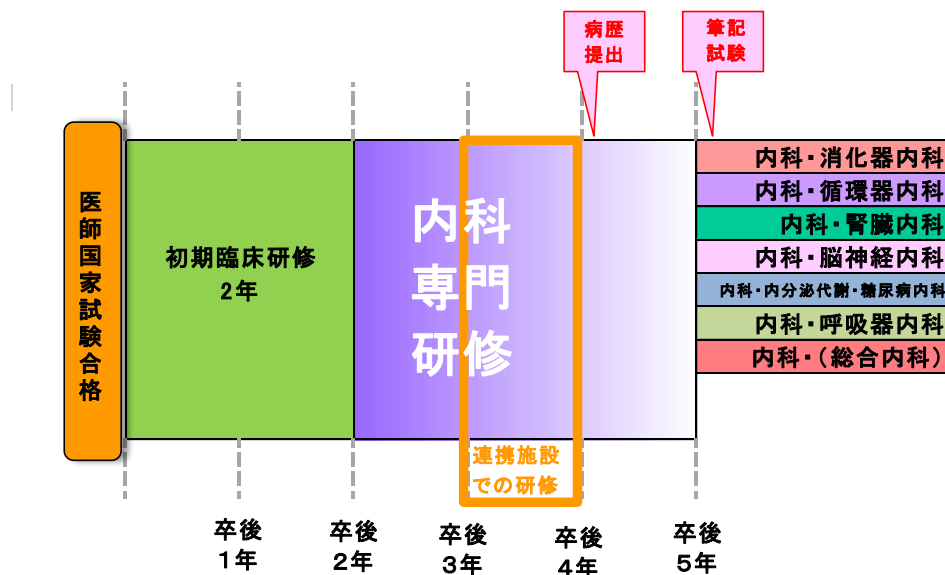 病歴
提出
筆記
試験
医師国家試験合格
初期臨床研修
2年
内科
専門
研修
連携施設
での研修
内科・消化器内科
内科・循環器内科
内科・腎臓内科
内科・脳神経内科
内科・内分泌代謝・糖尿病内科
内科・呼吸器内科
内科・(総合内科)
卒後
1年
卒後
2年
卒後
3年
卒後
4年
卒後
5年